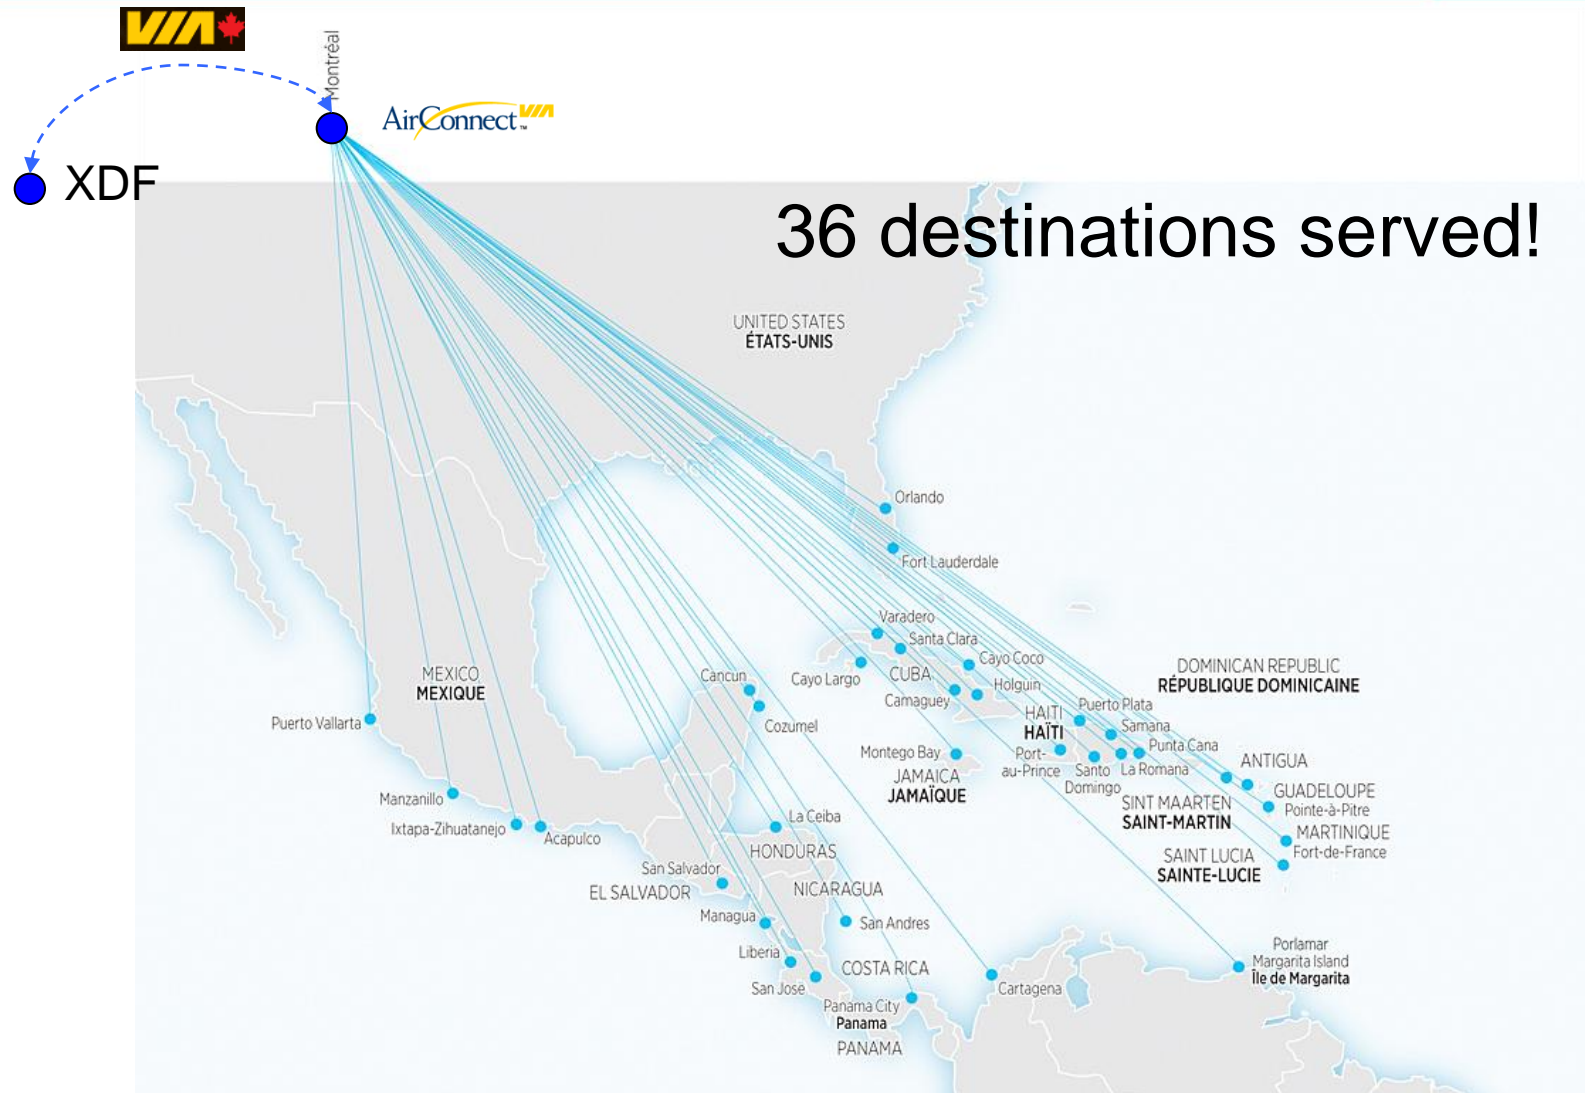 VIA
Montréal
AirConnect VIA
TM
XDF
36 destinations served!
UNITED STATES
ÉTATS-UNIS
Orlando
Fort Lauderdale
Varadero
Santa Clara
Cayo Coco
Cayo Largo
CUBA
Holguin
Camaguey
MEXICO
MEXIQUE
Cancun
Cozumel
Puerto Vallarta
DOMINICAN REPUBLIC
RÉPUBLIQUE DOMINICAINE
HAITI
HAÏTI
Puerto Plata
Samana
Punta Cana
Port-
au-Prince
Santo
Domingo
La Romana
Montego Bay
JAMAICA
JAMAÏQUE
ANTIGUA
GUADELOUPE
Pointe-à-Pitre
SINT MAARTEN
SAINT-MARTIN
MARTINIQUE
Fort-de-France
SAINT LUCIA
SAINTE-LUCIE
Manzanillo
Ixtapa-Zihuatanejo
Acapulco
La Ceiba
HONDURAS
San Salvador
EL SALVADOR
NICARAGUA
Managua
San Andres
Liberia
COSTA RICA
San José
Panama City
Panama
PANAMA
Cartagena
Porlamar
Margarita Island
Île de Margarita